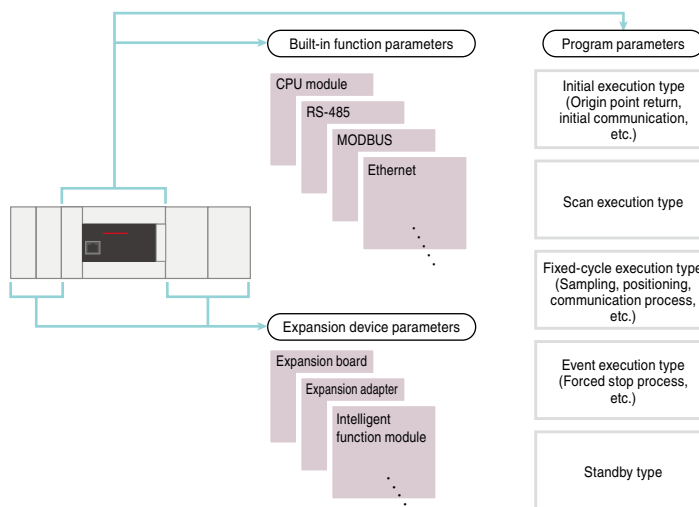 Built-in function parameters
CPU module
RS-485
MODBUS
Ethernet
Expansion device parameters
Expansion board
Expansion adapter
Intelligent
function module
Program parameters
Initial execution type
(Origin point return,
initial communication,
etc.)
Scan execution type
Fixed-cycle execution type
(Sampling, positioning,
communication process,
etc.)
Event execution type
(Forced stop process,
etc.)
Standby type